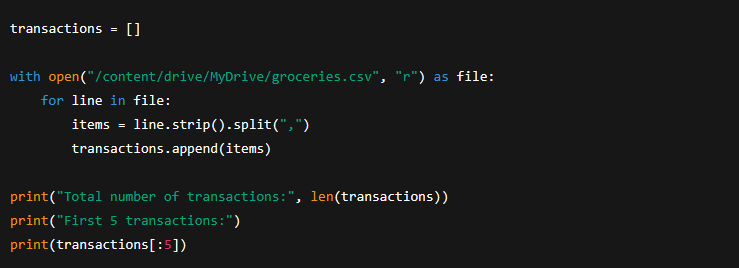 transactions = []
with open("/content/drive/MyDrive/groceries.csv", "r") as file:
    for line in file:
        items = line.strip().split(",")
        transactions.append(items)
print("Total number of transactions:", len(transactions))
print("First 5 transactions:")
print(transactions[:5])